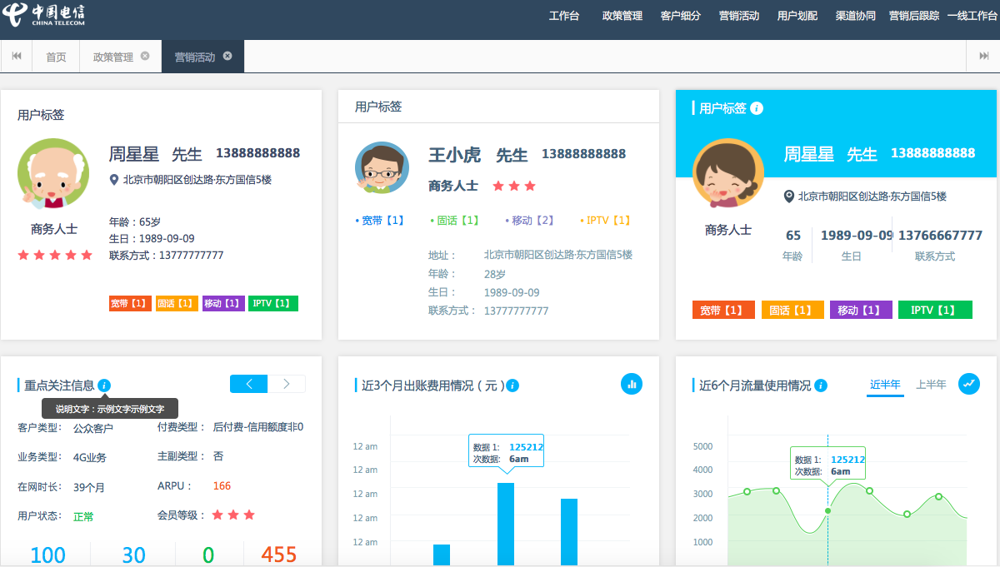 中国电信
CHINA TELECOM
工作台 政策管理 客户细分 营销活动 用户划配 渠道协同 营销后跟踪 一线工作台
首页 政策管理 营销活动
用户标签
周星星 先生 13888888888
北京市朝阳区创达路·东方国信5楼
商务人士
年龄：65岁
生日：1989-09-09
联系方式：13777777777
宽带【1】 固话【1】 移动【1】 IPTV【1】
用户标签
王小虎 先生 13888888888
商务人士
• 宽带【1】 • 固话【1】 • 移动【2】 • IPTV【1】
地址： 北京市朝阳区创达路·东方国信5楼
年龄： 28岁
生日： 1989-09-09
联系方式： 13777777777
用户标签
周星星 先生 13888888888
北京市朝阳区创达路·东方国信5楼
商务人士
65 1989-09-09 13766667777
年龄 生日 联系方式
宽带【1】 固话【1】 移动【1】 IPTV【1】
重点关注信息
说明文字：示例文字示例文字
客户类型： 公众客户 付费类型： 后付费-信用额度非0
业务类型： 4G业务 主副类型： 否
在网时长： 39个月 ARPU： 166
用户状态： 正常 会员等级：
100 30 0 455
近3个月出账费用情况（元）
12 am
12 am
12 am
12 am
12 am
数据 1: 125212
次数据: 6am
近6个月流量使用情况
近半年 上半年
5000
4000
3000
2000
1000
数据 1: 125212
次数据: 6am